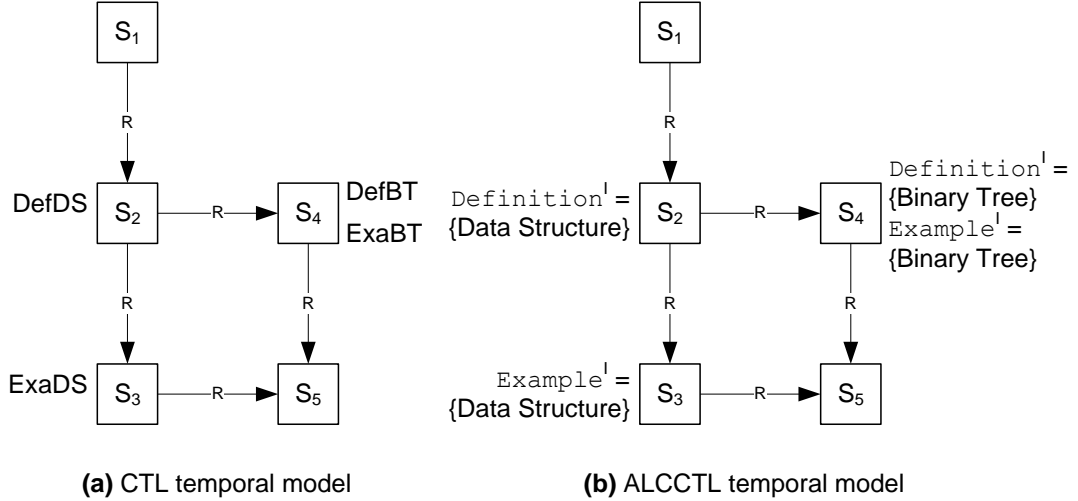 S1
R
DefDS
S2
R
S4
DefBT
ExaBT
R
R
ExaDS
S3
R
S5
(a) CTL temporal model
S1
R
Definition^I =
{Data Structure}
S2
R
S4
Definition^I =
{Binary Tree}
Example^I =
{Binary Tree}
R
R
Example^I =
{Data Structure}
S3
R
S5
(b) ALCCTL temporal model